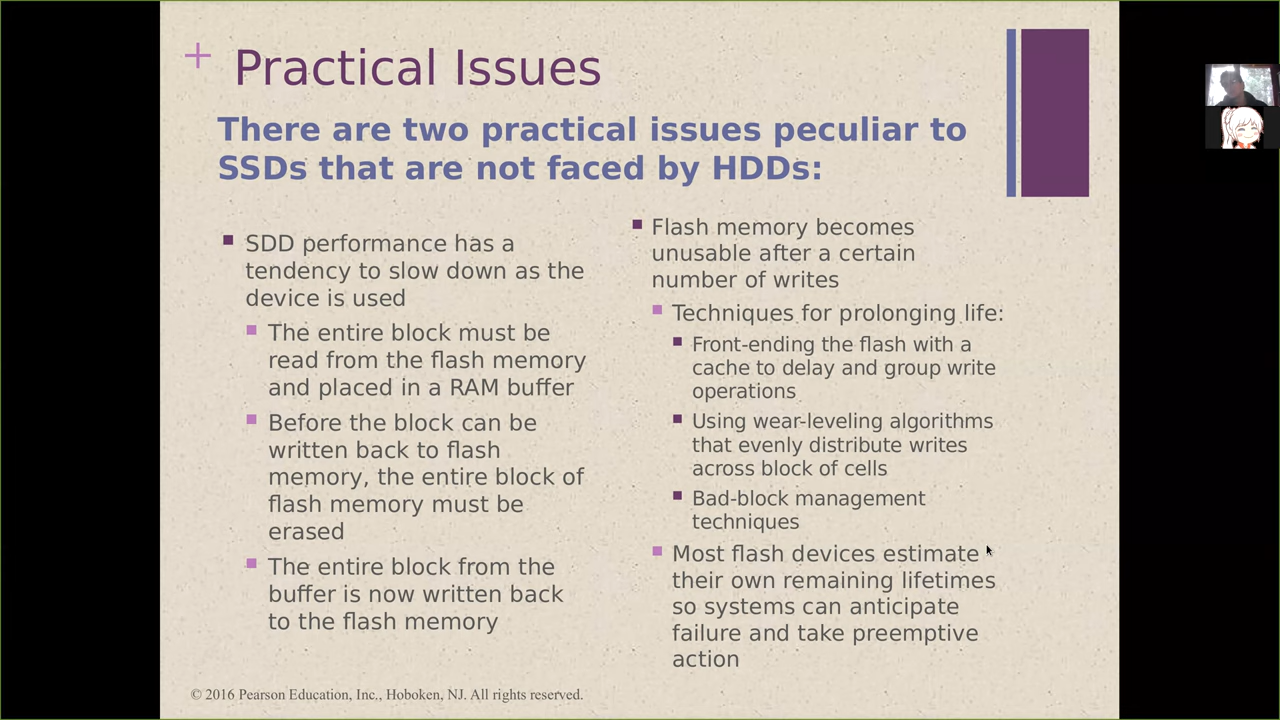 + Practical Issues
There are two practical issues peculiar to
SSDs that are not faced by HDDs:
SDD performance has a
tendency to slow down as the
device is used
The entire block must be
read from the flash memory
and placed in a RAM buffer
Before the block can be
written back to flash
memory, the entire block of
flash memory must be
erased
The entire block from the
buffer is now written back
to the flash memory
Flash memory becomes
unusable after a certain
number of writes
Techniques for prolonging life:
Front-ending the flash with a
cache to delay and group write
operations
Using wear-leveling algorithms
that evenly distribute writes
across block of cells
Bad-block management
techniques
Most flash devices estimate
their own remaining lifetimes
so systems can anticipate
failure and take preemptive
action
© 2016 Pearson Education, Inc., Hoboken, NJ. All rights reserved.